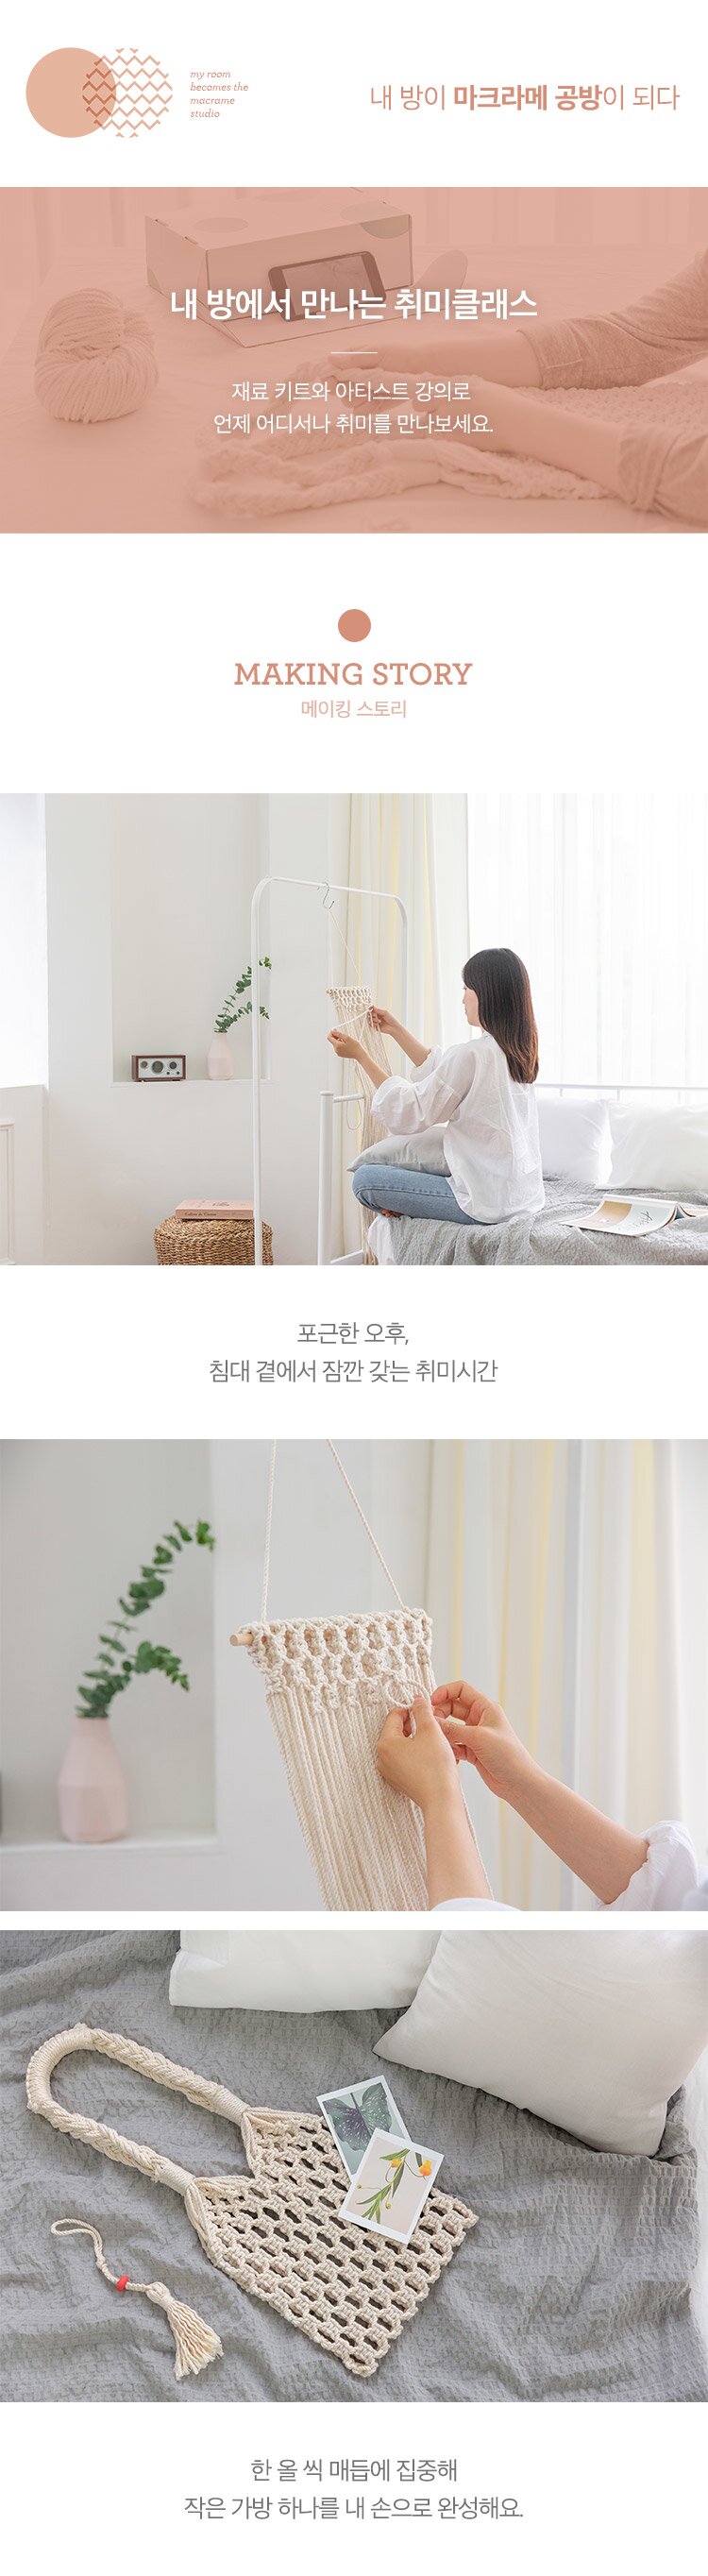 my room
becomes the
macrame
studio
내 방이 마크라메 공방이 되다
내 방에서 만나는 취미클래스
재료 키트와 아티스트 강의로
언제 어디서나 취미를 만나보세요.
MAKING STORY
메이킹 스토리
포근한 오후,
침대 곁에서 잠깐 갖는 취미시간
한 올 씩 매듭에 집중해
작은 가방 하나를 내 손으로 완성해요.